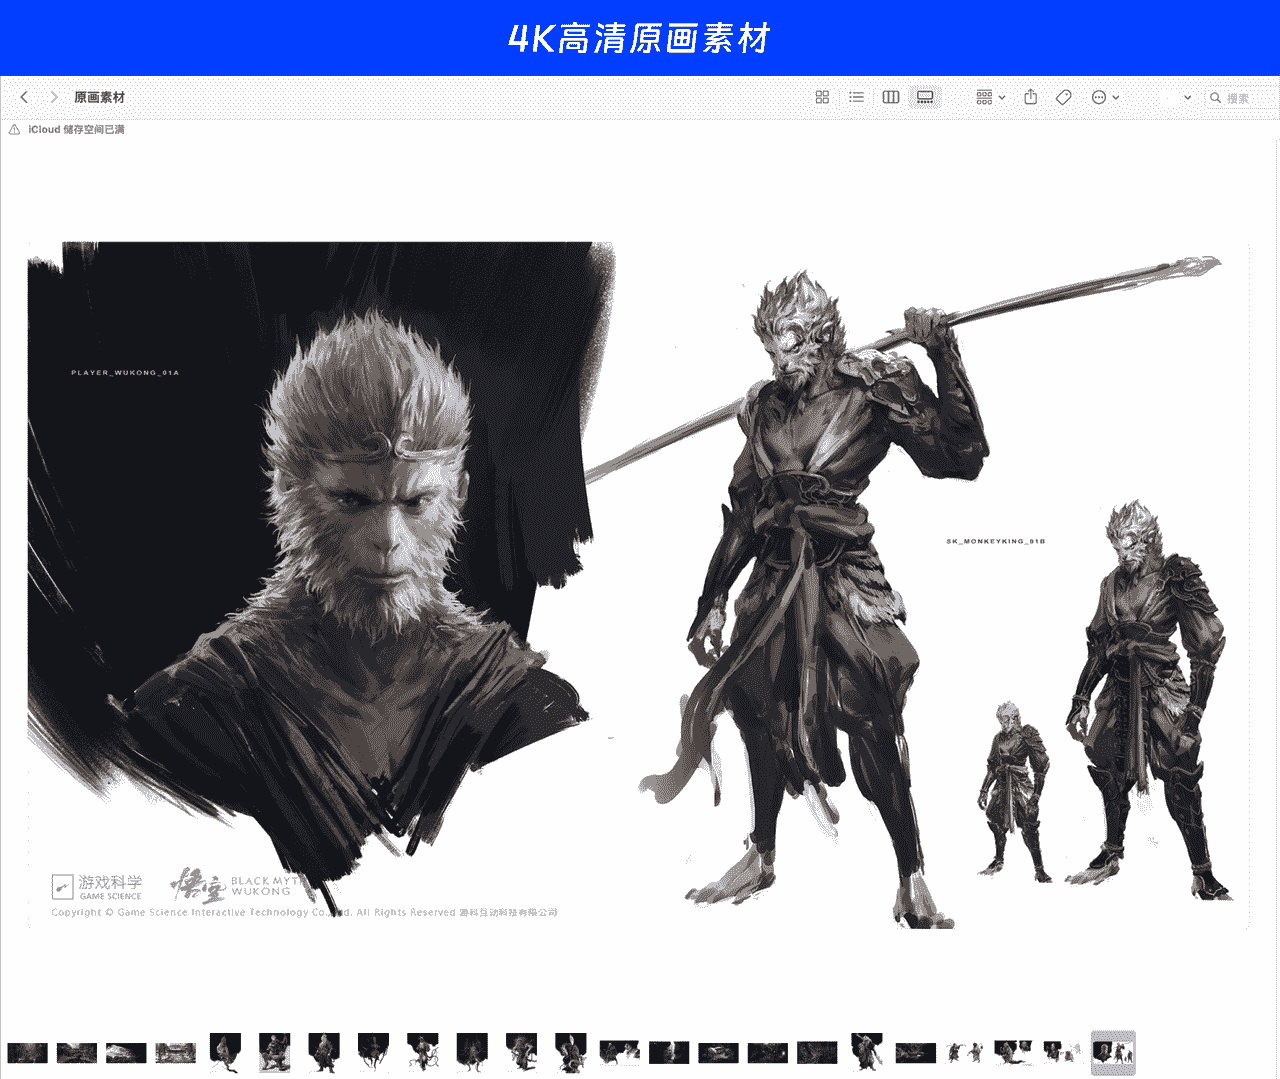 4K高清原画素材
原画素材
搜索
iCloud 储存空间已满
PLAYER_WUKONG_01A
SK_MONKEYKING_01B
游戏科学
GAME SCIENCE
悟空
BLACK MYTH
WUKONG
Copyright © Game Science Interactive Technology Co., Ltd. All Rights Reserved 游科互动科技有限公司